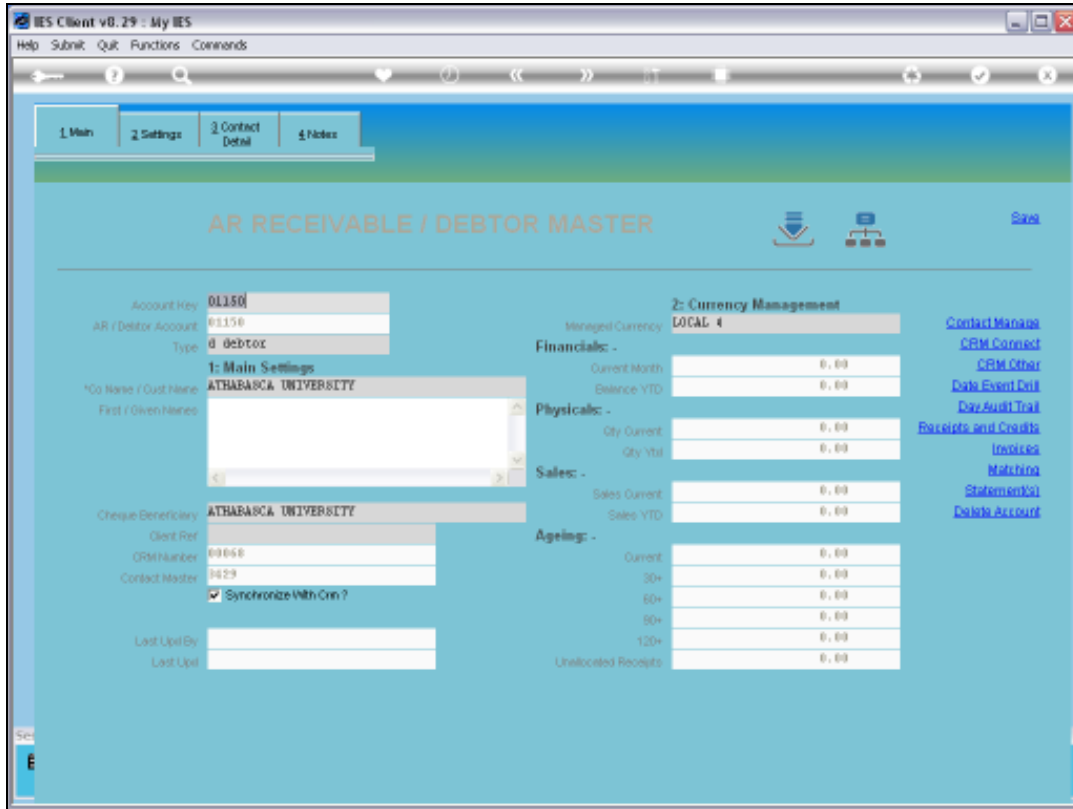 IES Client v8.29 : My IES
Help Submit Quit Functions Commands
1 Main
2 Settings
3 Contact Detail
4 Notes
AR RECEIVABLE / DEBTOR MASTER
Save
Account Key 01150
AR / Debtor Account 01150
Type d debtor
1: Main Settings
*Co Name / Cust Name ATHABASCA UNIVERSITY
First / Given Names
Cheque Beneficiary ATHABASCA UNIVERSITY
Client Ref
CRM Number 00068
Contact Master 3429
Synchronize With Crm ?
Last Upd By
Last Upd
2: Currency Management
Managed Currency LOCAL 4
Financials: -
Current Month 0.00
Balance YTD 0.00
Physicals: -
Qty Current 0.00
Qty Ytd 0.00
Sales: -
Sales Current 0.00
Sales YTD 0.00
Ageing: -
Current 0.00
30+ 0.00
60+ 0.00
90+ 0.00
120+ 0.00
Unallocated Receipts 0.00
Contact Manage
CRM Connect
CRM Other
Date Event Drill
Day Audit Trail
Receipts and Credits
Invoices
Matching
Statement(s)
Delete Account